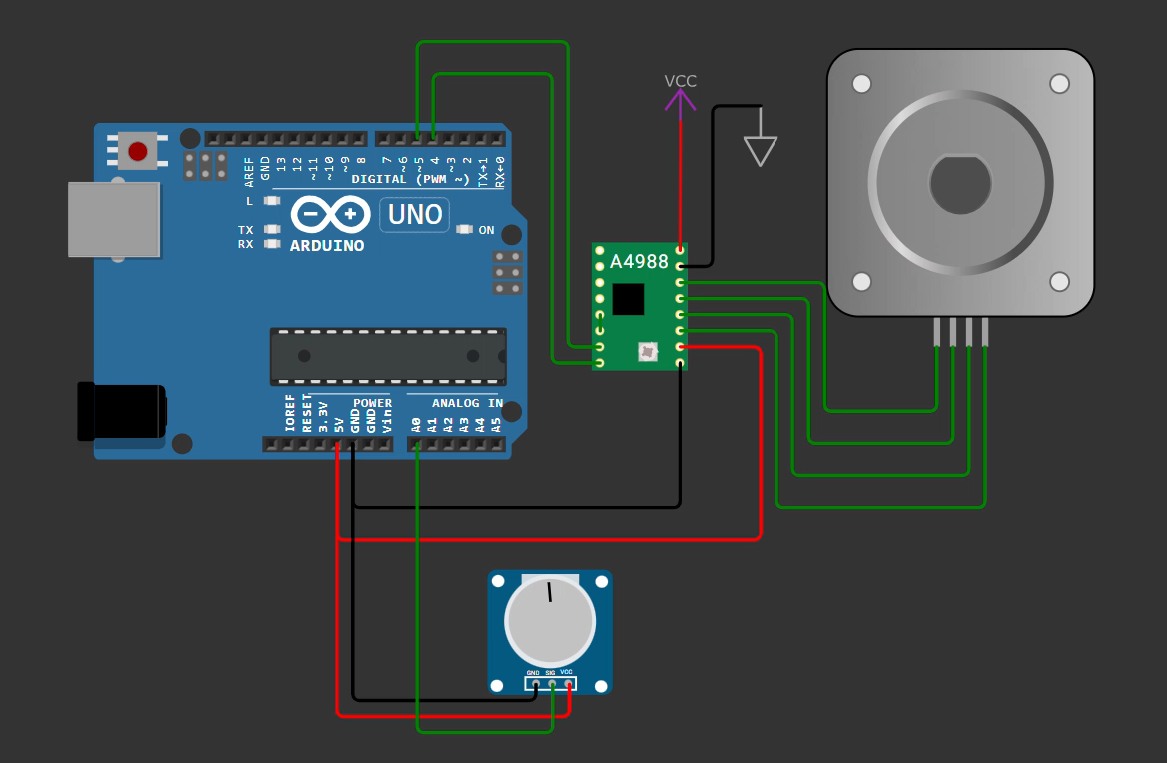 VCC
A4988
AREF
GND
13
12
~11
~10
~9
8
7
~6
~5
4
~3
2
TX→1
RX←0
DIGITAL (PWM ~)
L
TX
RX
UNO
ON
ARDUINO
IOREF
RESET
3.3V
5V
GND
GND
Vin
POWER
ANALOG IN
A0
A1
A2
A3
A4
A5
GND SIG VCC